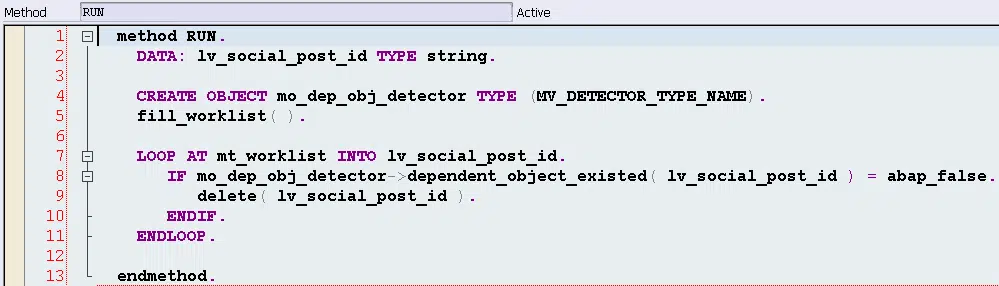 Method RUN Active
1 method RUN.
2 DATA: lv_social_post_id TYPE string.
3
4 CREATE OBJECT mo_dep_obj_detector TYPE (MV_DETECTOR_TYPE_NAME).
5 fill_worklist( ).
6
7 LOOP AT mt_worklist INTO lv_social_post_id.
8 IF mo_dep_obj_detector->dependent_object_existed( lv_social_post_id ) = abap_false.
9 delete( lv_social_post_id ).
10 ENDIF.
11 ENDLOOP.
12
13 endmethod.